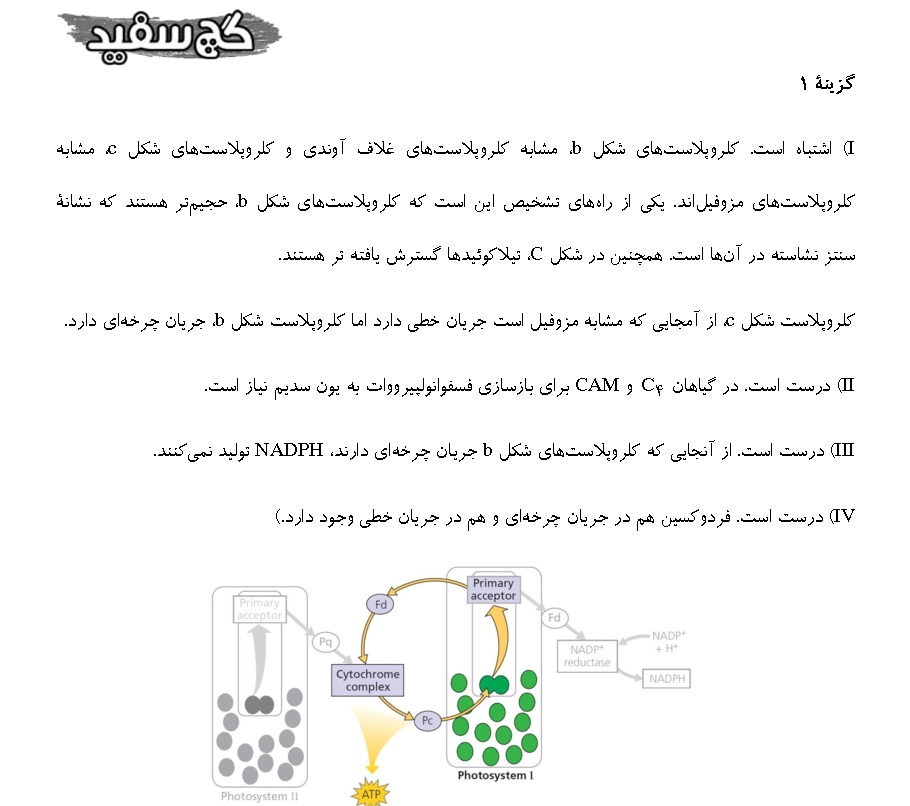 گچ سفید
گزینهٔ ۱
I) اشتباه است. کلروپلاست‌های شکل b، مشابه کلروپلاست‌های غلاف آوندی و کلروپلاست‌های شکل c، مشابه
کلروپلاست‌های مزوفیل‌اند. یکی از راه‌های تشخیص این است که کلروپلاست‌های شکل b، حجیم‌تر هستند که نشانهٔ
سنتز نشاسته در آن‌ها است. همچنین در شکل C، تیلاکوئیدها گسترش یافته تر هستند.
کلروپلاست شکل c، از آمجایی که مشابه مزوفیل است جریان خطی دارد اما کلروپلاست شکل b، جریان چرخه‌ای دارد.
II) درست است. در گیاهان C۴ و CAM برای بازسازی فسفوانولپیرووات به یون سدیم نیاز است.
III) درست است. از آنجایی که کلروپلاست‌های شکل b جریان چرخه‌ای دارند، NADPH تولید نمی‌کنند.
IV) درست است. فردوکسین هم در جریان چرخه‌ای و هم در جریان خطی وجود دارد.)
Primary
acceptor
Primary
acceptor
Fd
Fd
Pq
NADP+
+ H+
NADP+
reductase
Cytochrome
complex
NADPH
Pc
Photosystem I
ATP
Photosystem II